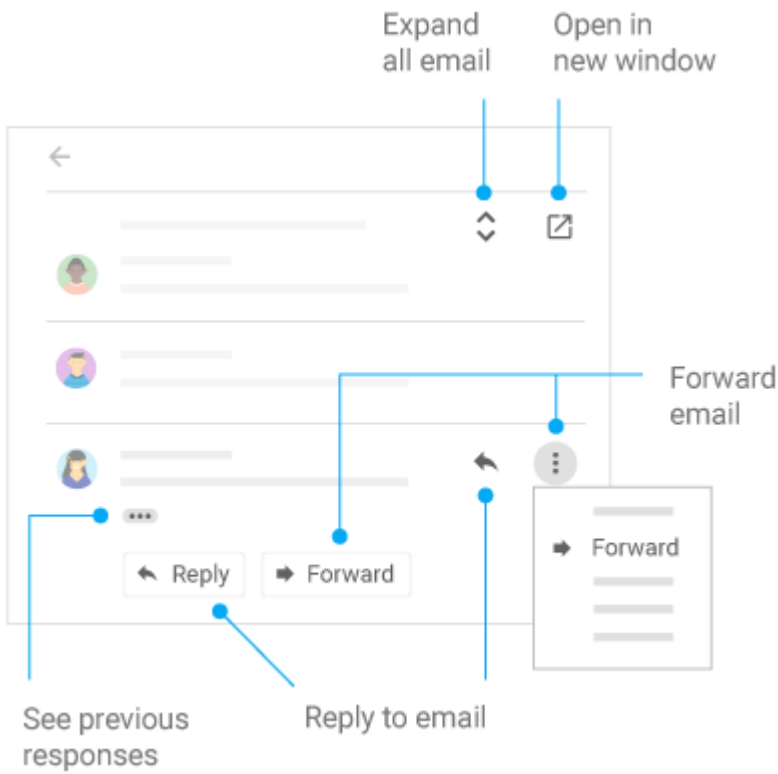 Expand
all email
Open in
new window
Forward
email
Reply
Forward
Forward
See previous
responses
Reply to email